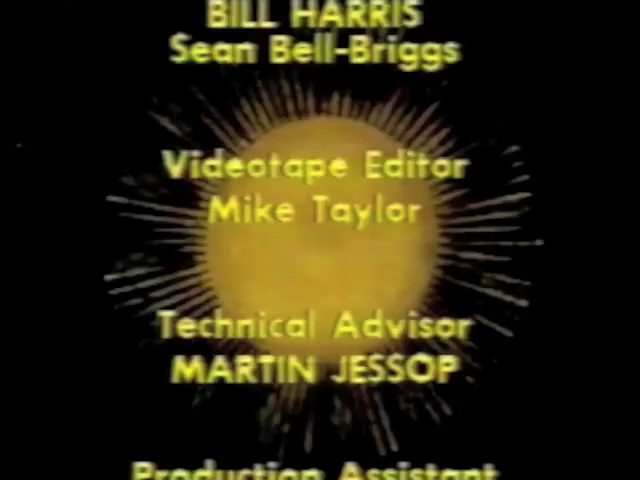 BILL HARRIS
Sean Bell-Briggs
Videotape Editor
Mike Taylor
Technical Advisor
MARTIN JESSOP
Production Assistant